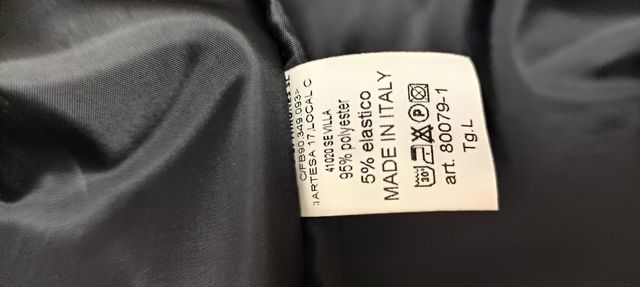 C/FB90.349.093>
ARTESA 17,LOCAL C
41020 SEVILLA
95% polyester
5% elastico
MADE IN ITALY
30°
P
art. 80079-1
Tg.L